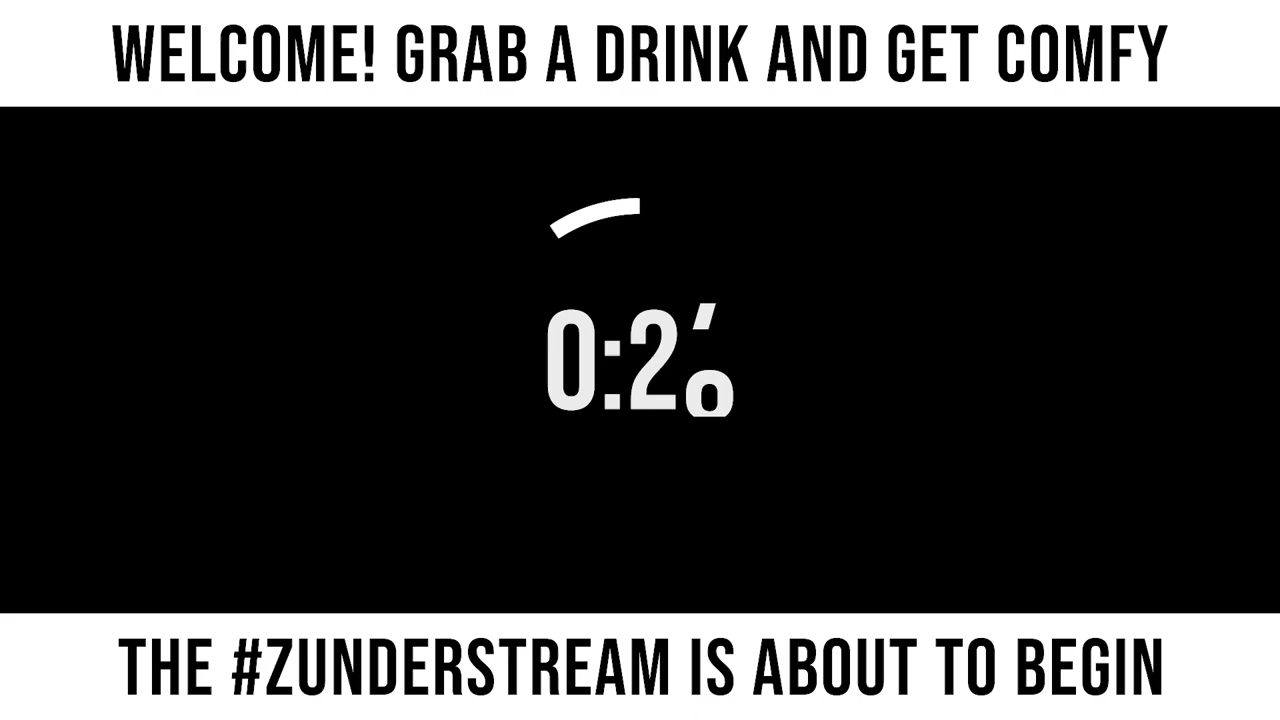 WELCOME! GRAB A DRINK AND GET COMFY
THE #ZUNDERSTREAM IS ABOUT TO BEGIN